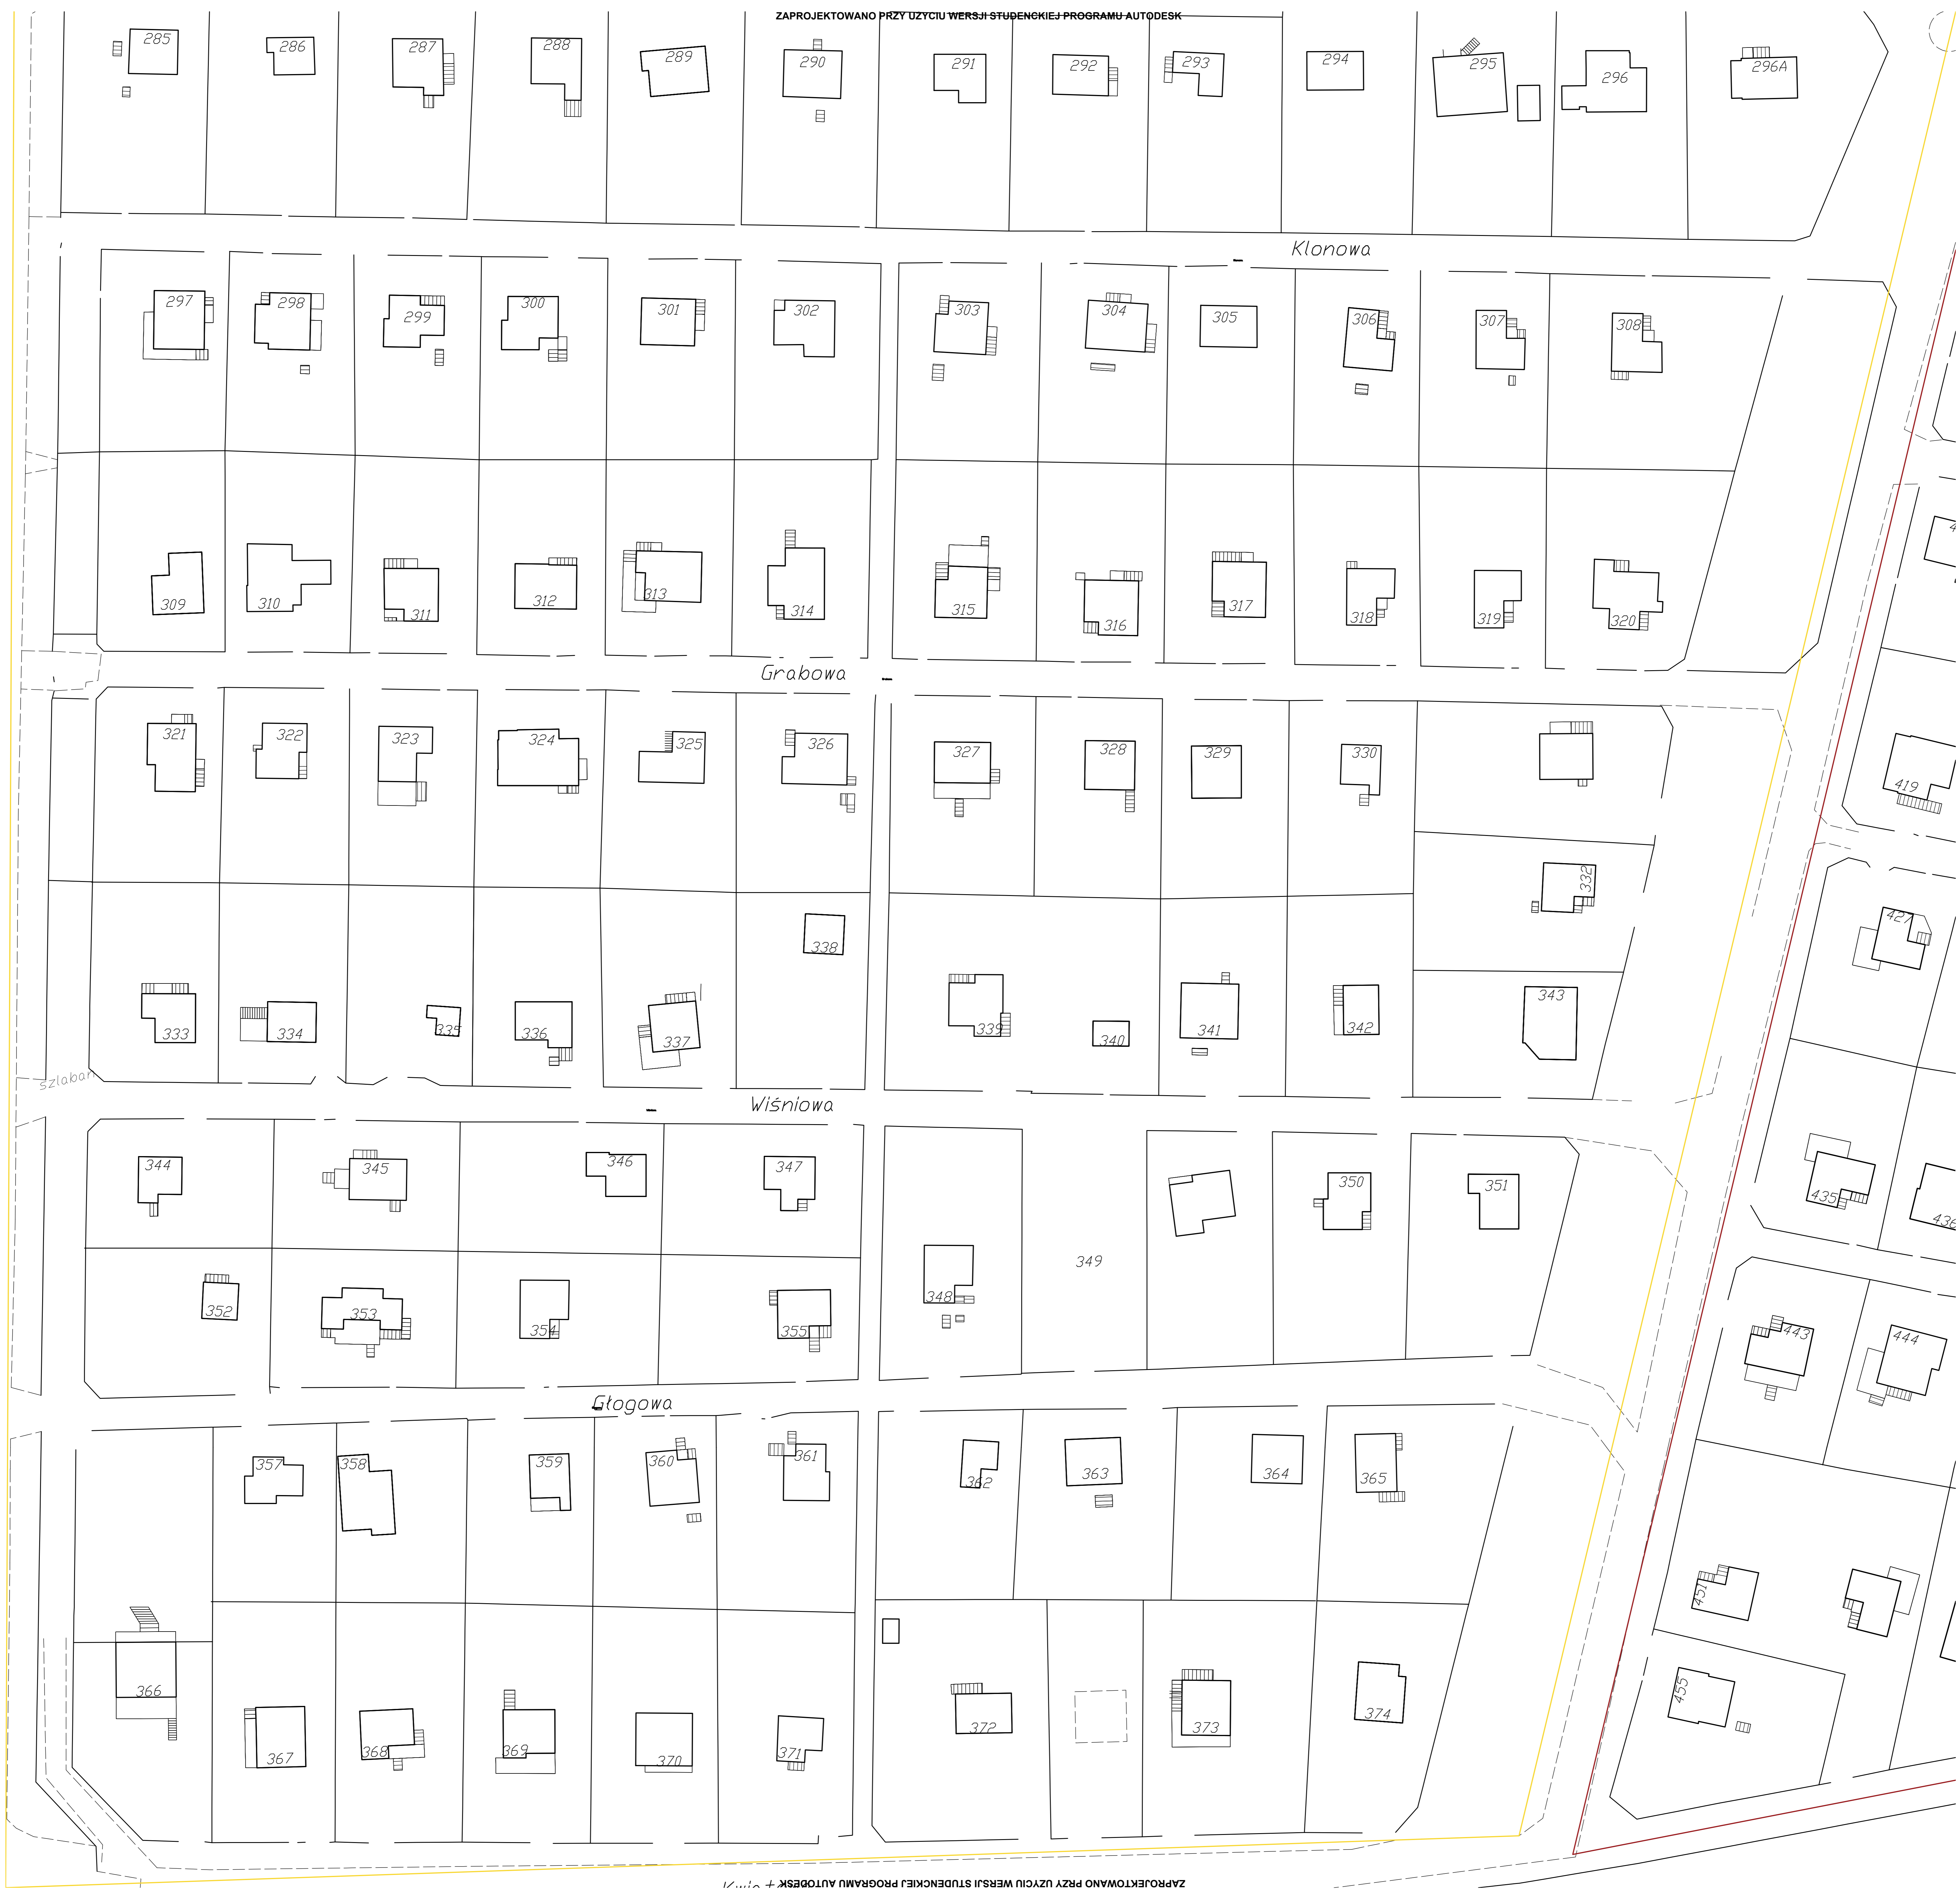 ZAPROJEKTOWANO PRZY UŻYCIU WERSJI STUDENCKIEJ PROGRAMU AUTODESK
285 286 287 288 289 290 291 292 293 294 295 296 296A
Klonowa
297 298 299 300 301 302 303 304 305 306 307 308
309 310 311 312 313 314 315 316 317 318 319 320
Grabowa
321 322 323 324 325 326 327 328 329 330
419
332
427
338
333 334 335 336 337 339 340 341 342 343
szlaban
Wiśniowa
344 345 346 347 350 351
435 436
349
352 353 354 355 348
443 444
Głogowa
357 358 359 360 361 362 363 364 365
451
455
366 367 368 369 370 371 372 373 374
ZAPROJEKTOWANO PRZY UŻYCIU WERSJI STUDENCKIEJ PROGRAMU AUTODESK